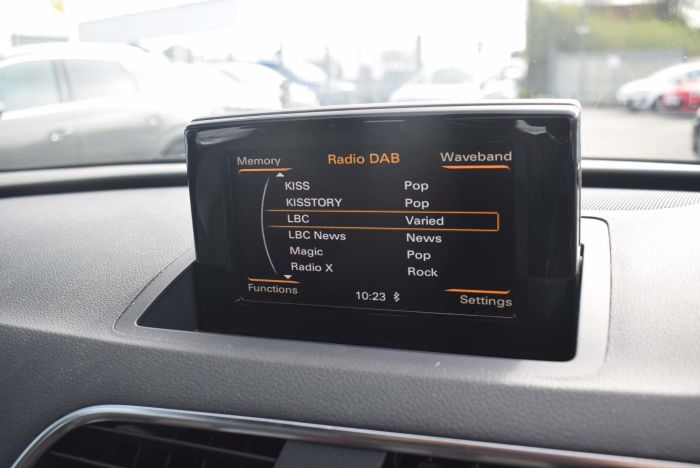 Memory Radio DAB Waveband
KISS Pop
KISSTORY Pop
LBC Varied
LBC News News
Magic Pop
Radio X Rock
Functions 10:23 Settings